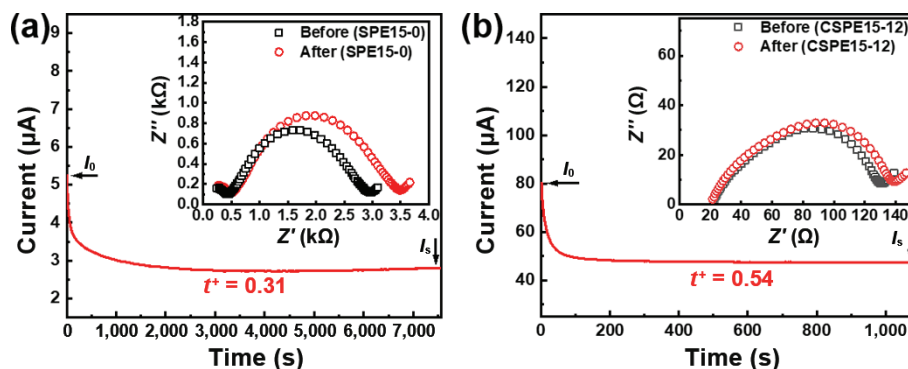 (a)
Current (μA)
9
8
7
6
5
4
3
2
0
1,000
2,000
3,000
4,000
5,000
6,000
7,000
Time (s)
I₀
Iₛ
t⁺ = 0.31
Z″ (kΩ)
1.8
1.6
1.4
1.2
1.0
0.8
0.6
0.4
0.2
0.0
0.0
0.5
1.0
1.5
2.0
2.5
3.0
3.5
4.0
Z′ (kΩ)
Before (SPE15-0)
After (SPE15-0)
(b)
Current (μA)
140
120
100
80
60
40
0
200
400
600
800
1,00
Time (s)
I₀
Iₛ
t⁺ = 0.54
Z″ (Ω)
60
30
10
0
0
20
40
60
80
100
120
140
Z′ (Ω)
Before (CSPE15-12)
After (CSPE15-12)